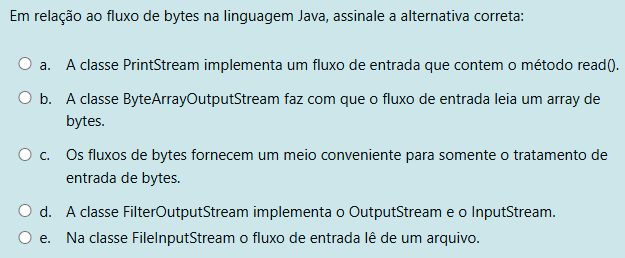 Em relação ao fluxo de bytes na linguagem Java, assinale a alternativa correta:
a. A classe PrintStream implementa um fluxo de entrada que contem o método read().
b. A classe ByteArrayOutputStream faz com que o fluxo de entrada leia um array de
bytes.
c. Os fluxos de bytes fornecem um meio conveniente para somente o tratamento de
entrada de bytes.
d. A classe FilterOutputStream implementa o OutputStream e o InputStream.
e. Na classe FileInputStream o fluxo de entrada lê de um arquivo.